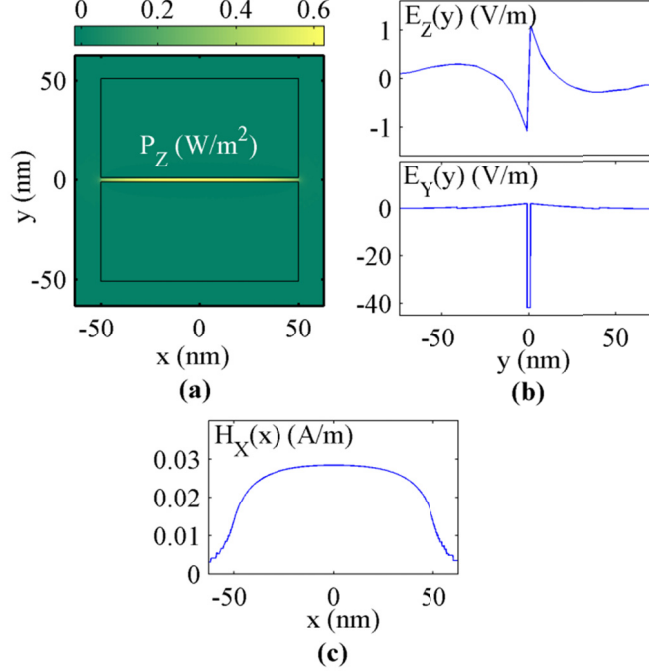 0 0.2 0.4 0.6
50
0
-50
y (nm)
P_Z (W/m^2)
-50 0 50
x (nm)
(a)
E_Z(y) (V/m)
1
0
-1
E_Y(y) (V/m)
0
-20
-40
-50 0 50
y (nm)
(b)
H_X(x) (A/m)
0.03
0.02
0.01
0
-50 0 50
x (nm)
(c)